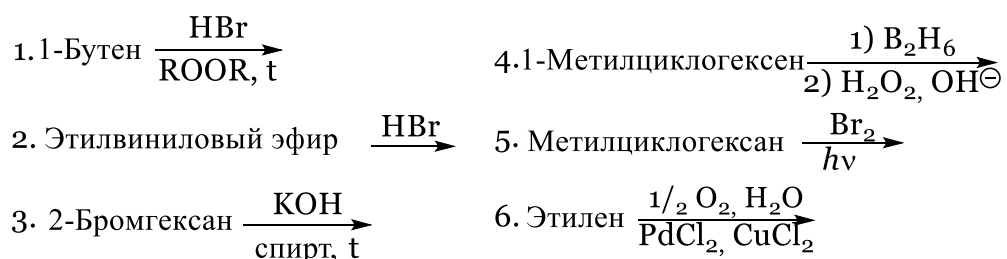 1. 1-Бутен HBr ROOR, t
2. Этилвиниловый эфир HBr
3. 2-Бромгексан KOH спирт, t
4. 1-Метилциклогексен 1) B₂H₆ 2) H₂O₂, OH⊖
5. Метилциклогексан Br₂ hν
6. Этилен 1/₂ O₂, H₂O PdCl₂, CuCl₂